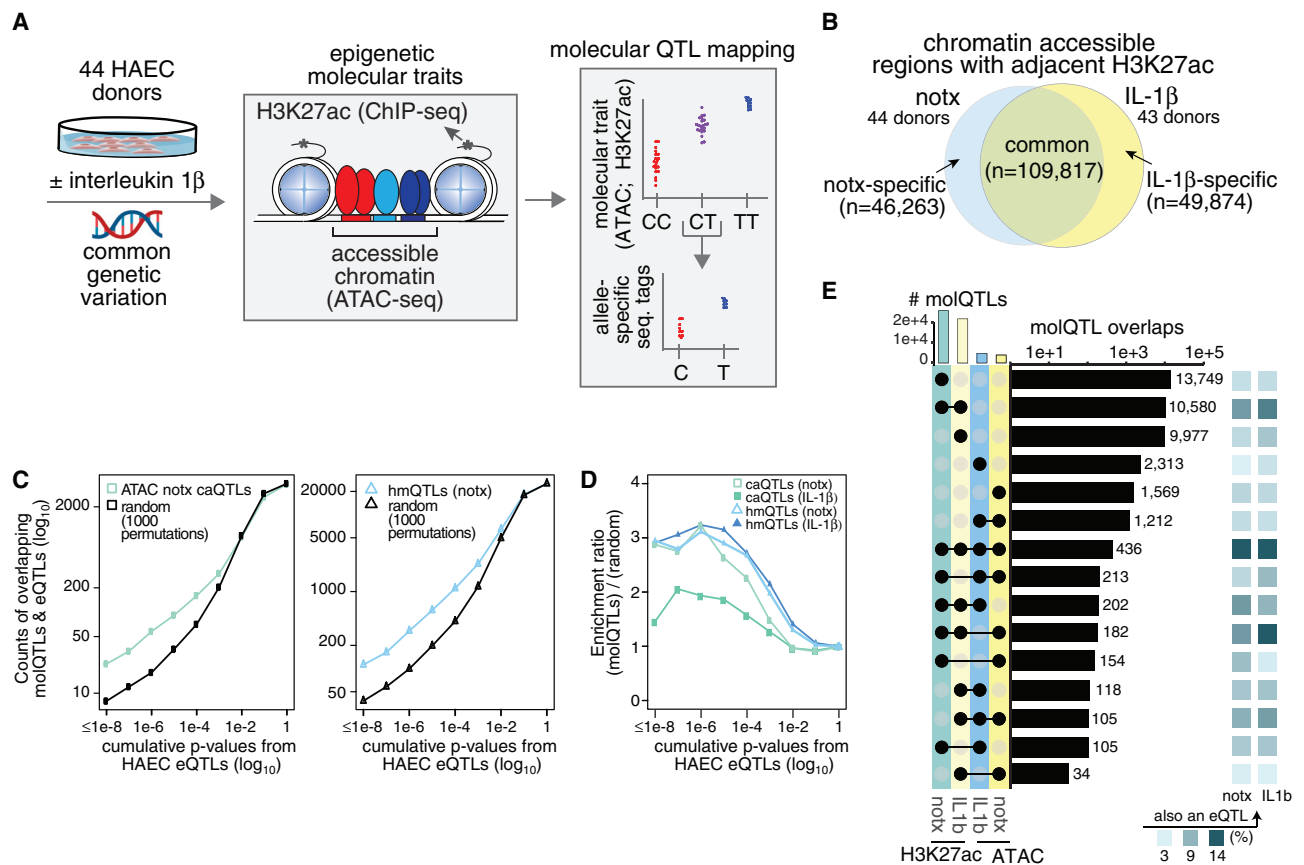 A
44 HAEC
donors
± interleukin 1β
common
genetic
variation
epigenetic
molecular traits
H3K27ac (ChIP-seq)
accessible
chromatin
(ATAC-seq)
molecular QTL mapping
molecular trait
(ATAC; H3K27ac)
CC CT TT
allele-
specific
seq. tags
C T
B
chromatin accessible
regions with adjacent H3K27ac
notx
44 donors
IL-1β
43 donors
common
(n=109,817)
notx-specific
(n=46,263)
IL-1β-specific
(n=49,874)
C
Counts of overlapping
molQTLs & eQTLs (log10)
ATAC notx caQTLs
random
(1000
permutations)
2000
200
50
10
≤1e-8 1e-6 1e-4 1e-2 1
cumulative p-values from
HAEC eQTLs (log10)
hmQTLs (notx)
random
(1000
permutations)
20000
5000
1000
200
50
≤1e-8 1e-6 1e-4 1e-2 1
cumulative p-values from
HAEC eQTLs (log10)
D
Enrichment ratio
(molQTLs) / (random)
caQTLs (notx)
caQTLs (IL-1β)
hmQTLs (notx)
hmQTLs (IL-1β)
4
3
2
1
0
≤1e-8 1e-6 1e-4 1e-2 1
cumulative p-values from
HAEC eQTLs (log10)
E
# molQTLs
2e+4
1e+4
0
molQTL overlaps
1e+1 1e+3 1e+5
13,749
10,580
9,977
2,313
1,569
1,212
436
213
202
182
154
118
105
105
34
notx IL1b IL1b notx
H3K27ac ATAC
notx IL1b
also an eQTL
(%)
3 9 14